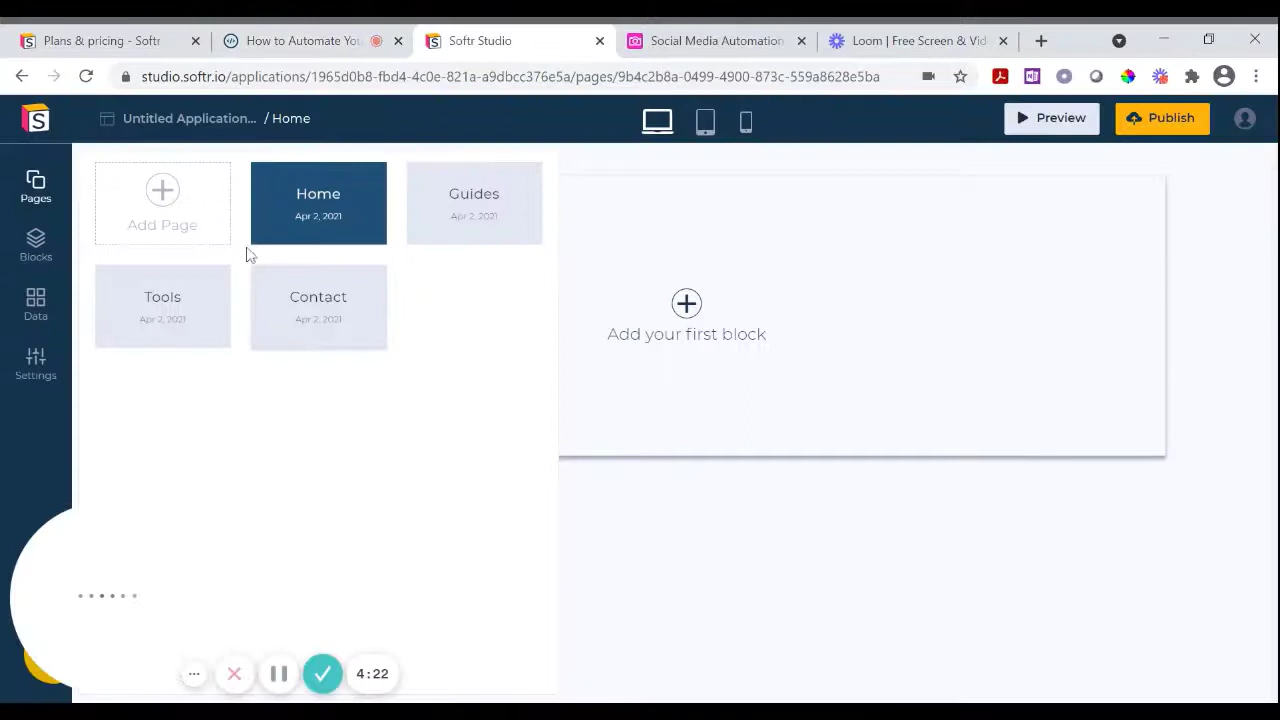 Plans & pricing - Softr
How to Automate You
Softr Studio
Social Media Automation
Loom | Free Screen & Vid
studio.softr.io/applications/1965d0b8-fbd4-4c0e-821a-a9dbcc376e5a/pages/9b4c2b8a-0499-4900-873c-559a8628e5ba
S
Untitled Application... / Home
Preview
Publish
Pages
Blocks
Data
Settings
Add Page
Home
Apr 2, 2021
Guides
Apr 2, 2021
Tools
Apr 2, 2021
Contact
Apr 2, 2021
Add your first block
4:22